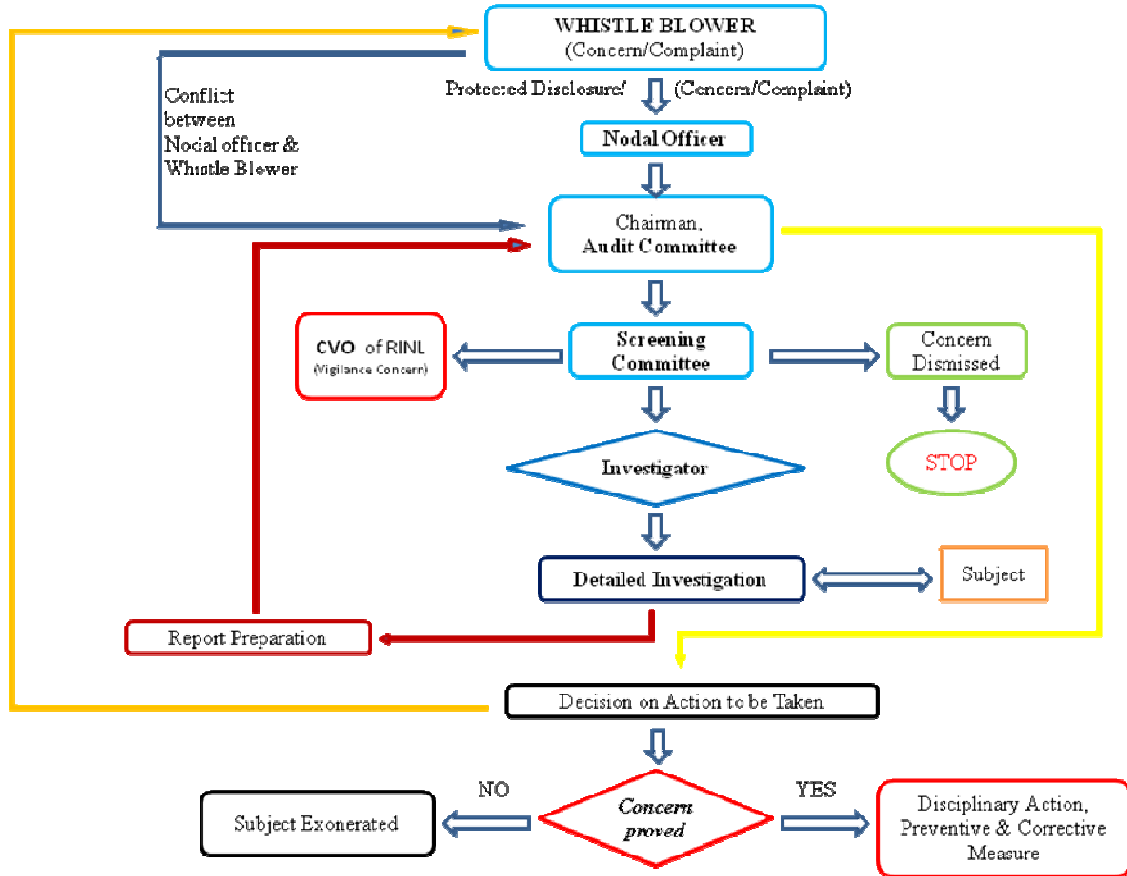 WHISTLE BLOWER
(Concern/Complaint)
Protected Disclosure/ (Concern/Complaint)
Conflict
between
Nodal officer &
Whistle Blower
Nodal Officer
Chairman,
Audit Committee
CVO of RINL
(Vigilance Concern)
Screening
Committee
Concern
Dismissed
Investigator
STOP
Detailed Investigation
Subject
Report Preparation
Decision on Action to be Taken
NO
YES
Subject Exonerated
Concern
proved
Disciplinary Action,
Preventive & Corrective
Measure